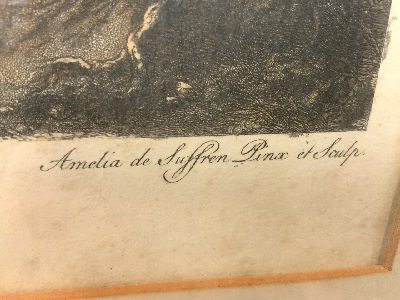 Amelia de Suffren Pinx et Sculp.